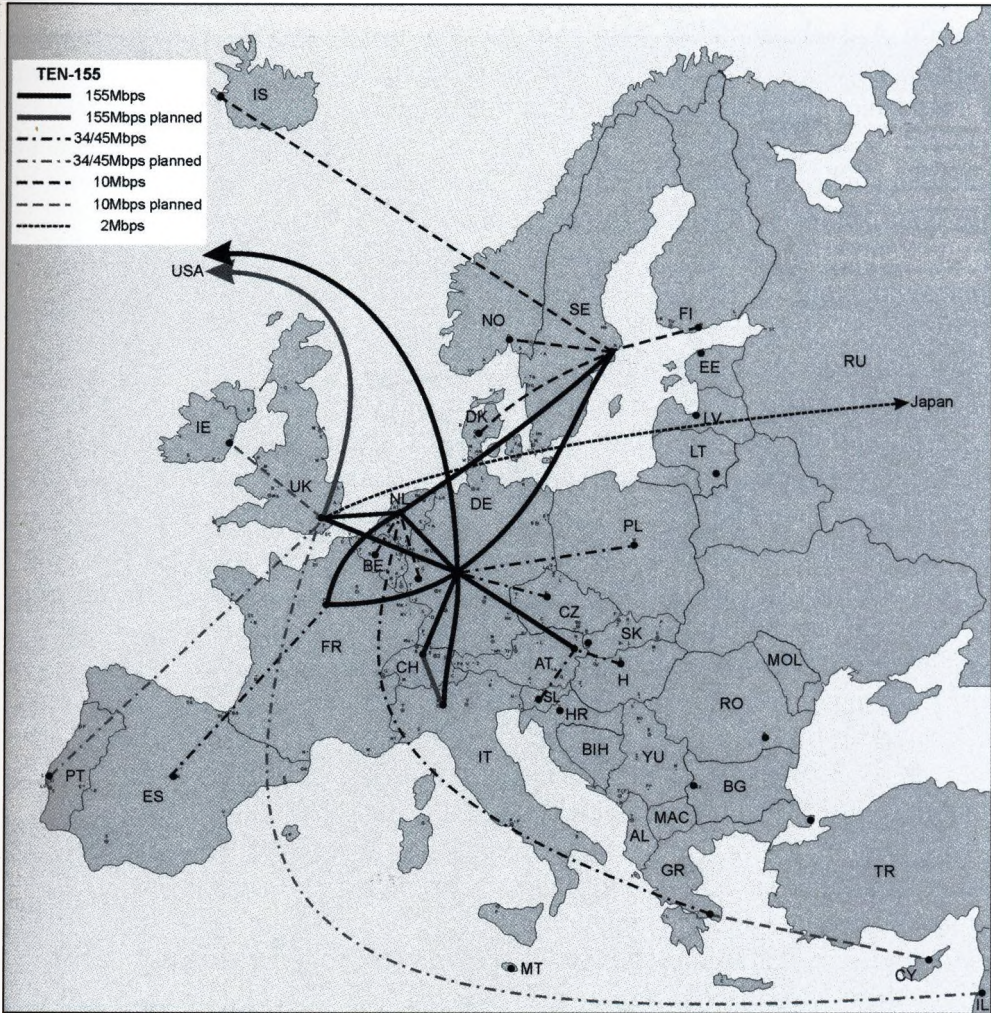 TEN-155
155Mbps
155Mbps planned
34/45Mbps
34/45Mbps planned
10Mbps
10Mbps planned
2Mbps
IS
USA
SE
FI
NO
EE
RU
DK
LV
Japan
IE
LT
UK
NL
DE
PL
BE
CZ
SK
FR
CH
AT
H
MOL
SL
HR
RO
IT
BIH
YU
PT
ES
BG
MAC
AL
GR
TR
MT
CY
IL